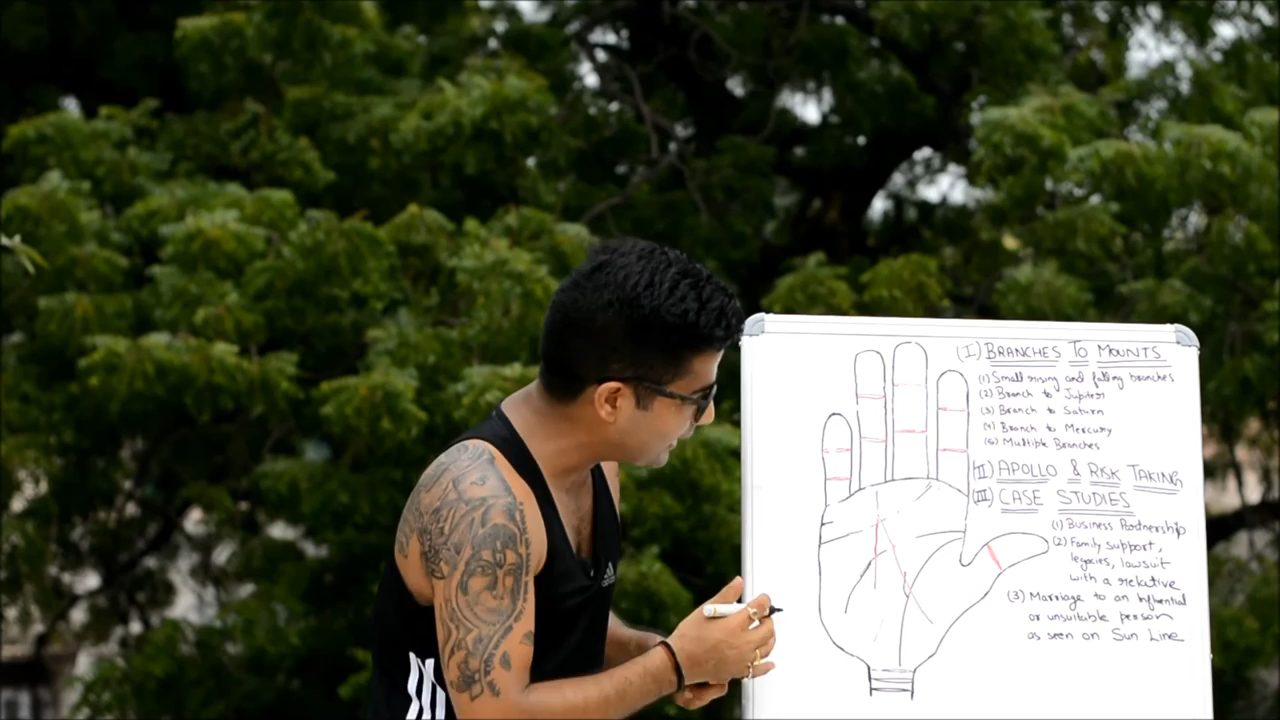 (I) BRANCHES TO MOUNTS
(1) Small rising and falling branches
(2) Branch to Jupiter
(3) Branch to Saturn
(4) Branch to Mercury
(5) Multiple Branches
(II) APOLLO & RISK TAKING
(III) CASE STUDIES
(1) Business Partnership
(2) Family support,
legacies, lawsuit
with a relative
(3) Marriage to an influential
or unsuitable person
as seen on Sun Line
adidas